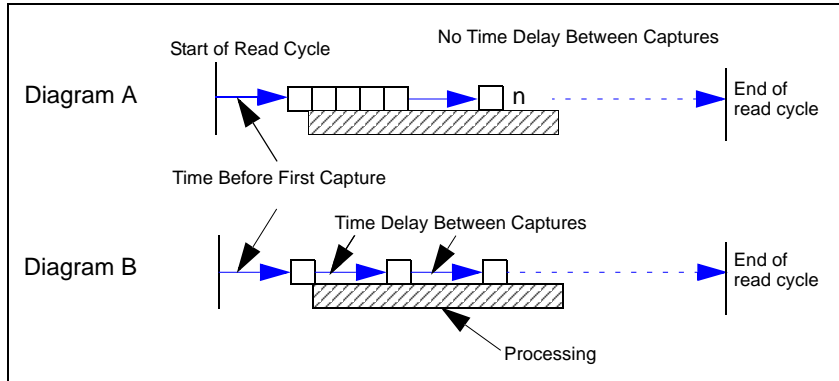 No Time Delay Between Captures
Start of Read Cycle
Diagram A
n
End of
read cycle
Time Before First Capture
Time Delay Between Captures
Diagram B
End of
read cycle
Processing